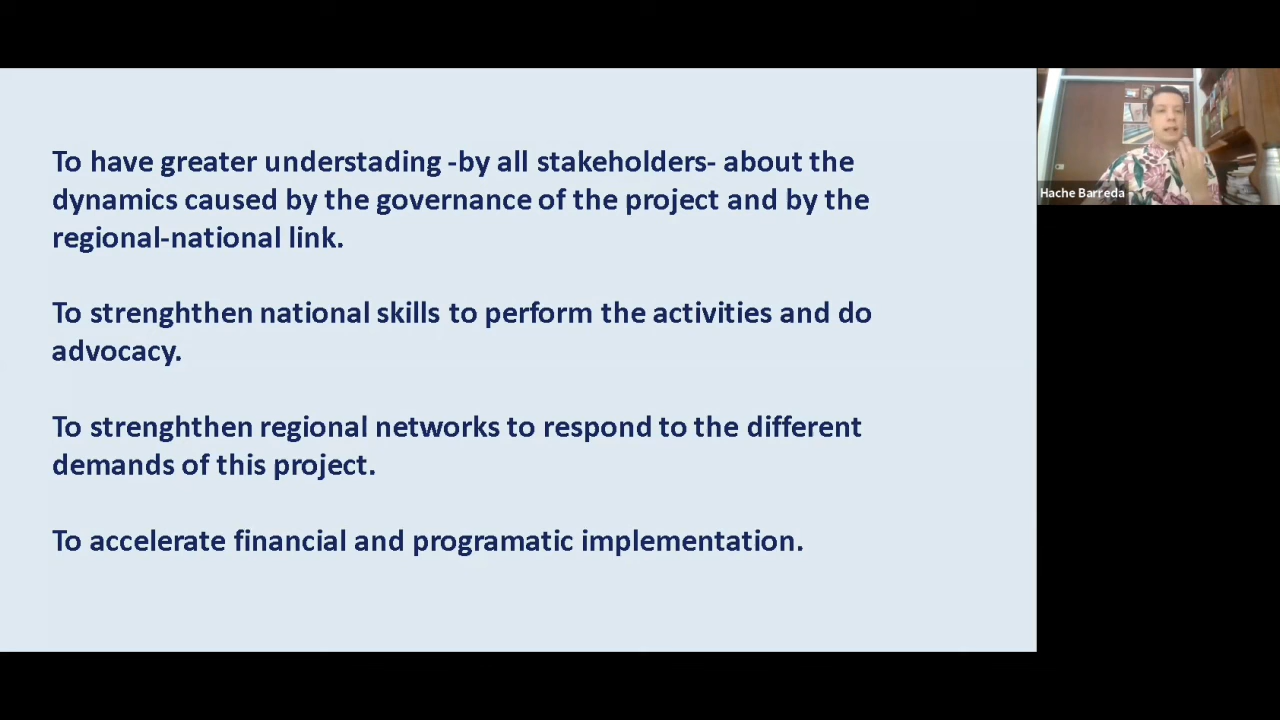 To have greater understading -by all stakeholders- about the
dynamics caused by the governance of the project and by the
regional-national link.
To strenghthen national skills to perform the activities and do
advocacy.
To strenghthen regional networks to respond to the different
demands of this project.
To accelerate financial and programatic implementation.
Hache Barreda